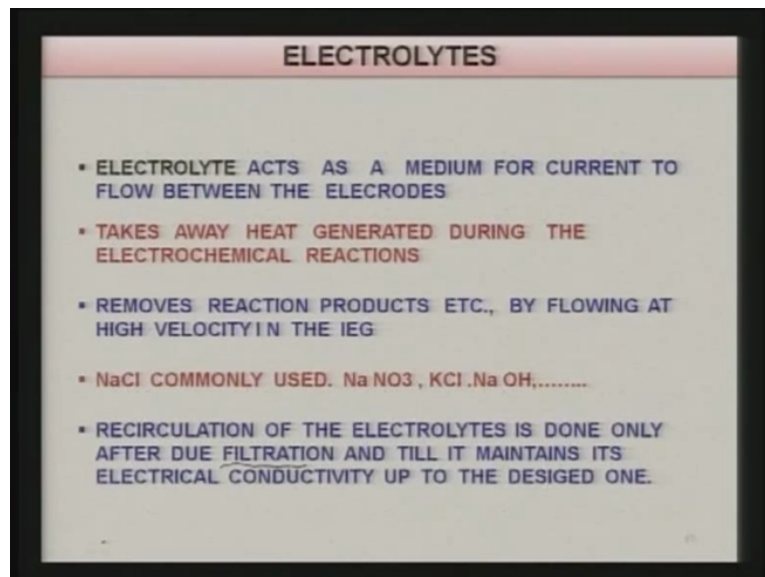 ELECTROLYTES
▪ ELECTROLYTE ACTS AS A MEDIUM FOR CURRENT TO
FLOW BETWEEN THE ELECRODES
▪ TAKES AWAY HEAT GENERATED DURING THE
ELECTROCHEMICAL REACTIONS
▪ REMOVES REACTION PRODUCTS ETC., BY FLOWING AT
HIGH VELOCITYI N THE IEG
▪ NaCl COMMONLY USED. Na NO3 , KCl .Na OH,........
▪ RECIRCULATION OF THE ELECTROLYTES IS DONE ONLY
AFTER DUE FILTRATION AND TILL IT MAINTAINS ITS
ELECTRICAL CONDUCTIVITY UP TO THE DESIGED ONE.